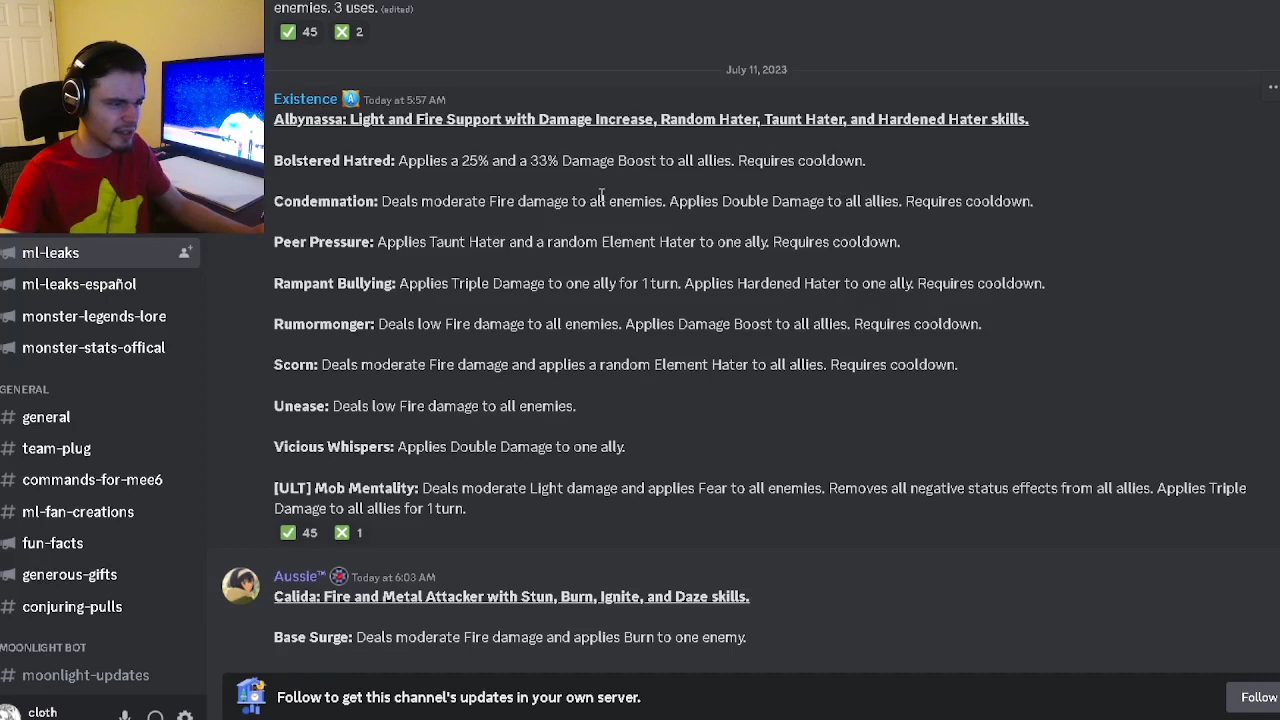 enemies. 3 uses. (edited)
45 2
July 11, 2023
Existence Today at 5:57 AM
Albynassa: Light and Fire Support with Damage Increase, Random Hater, Taunt Hater, and Hardened Hater skills.
Bolstered Hatred: Applies a 25% and a 33% Damage Boost to all allies. Requires cooldown.
Condemnation: Deals moderate Fire damage to all enemies. Applies Double Damage to all allies. Requires cooldown.
Peer Pressure: Applies Taunt Hater and a random Element Hater to one ally. Requires cooldown.
Rampant Bullying: Applies Triple Damage to one ally for 1 turn. Applies Hardened Hater to one ally. Requires cooldown.
Rumormonger: Deals low Fire damage to all enemies. Applies Damage Boost to all allies. Requires cooldown.
Scorn: Deals moderate Fire damage and applies a random Element Hater to all allies. Requires cooldown.
Unease: Deals low Fire damage to all enemies.
Vicious Whispers: Applies Double Damage to one ally.
[ULT] Mob Mentality: Deals moderate Light damage and applies Fear to all enemies. Removes all negative status effects from all allies. Applies Triple
Damage to all allies for 1 turn.
45 1
Aussie™ Today at 6:03 AM
Calida: Fire and Metal Attacker with Stun, Burn, Ignite, and Daze skills.
Base Surge: Deals moderate Fire damage and applies Burn to one enemy.
Follow to get this channel's updates in your own server.
Follow
ml-leaks
ml-leaks-español
monster-legends-lore
monster-stats-offical
GENERAL
general
team-plug
commands-for-mee6
ml-fan-creations
fun-facts
generous-gifts
conjuring-pulls
MOONLIGHT BOT
moonlight-updates
cloth